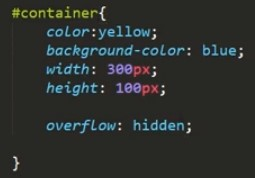 #container{
color:yellow;
background-color: blue;
width: 300px;
height: 100px;
overflow: hidden;
}